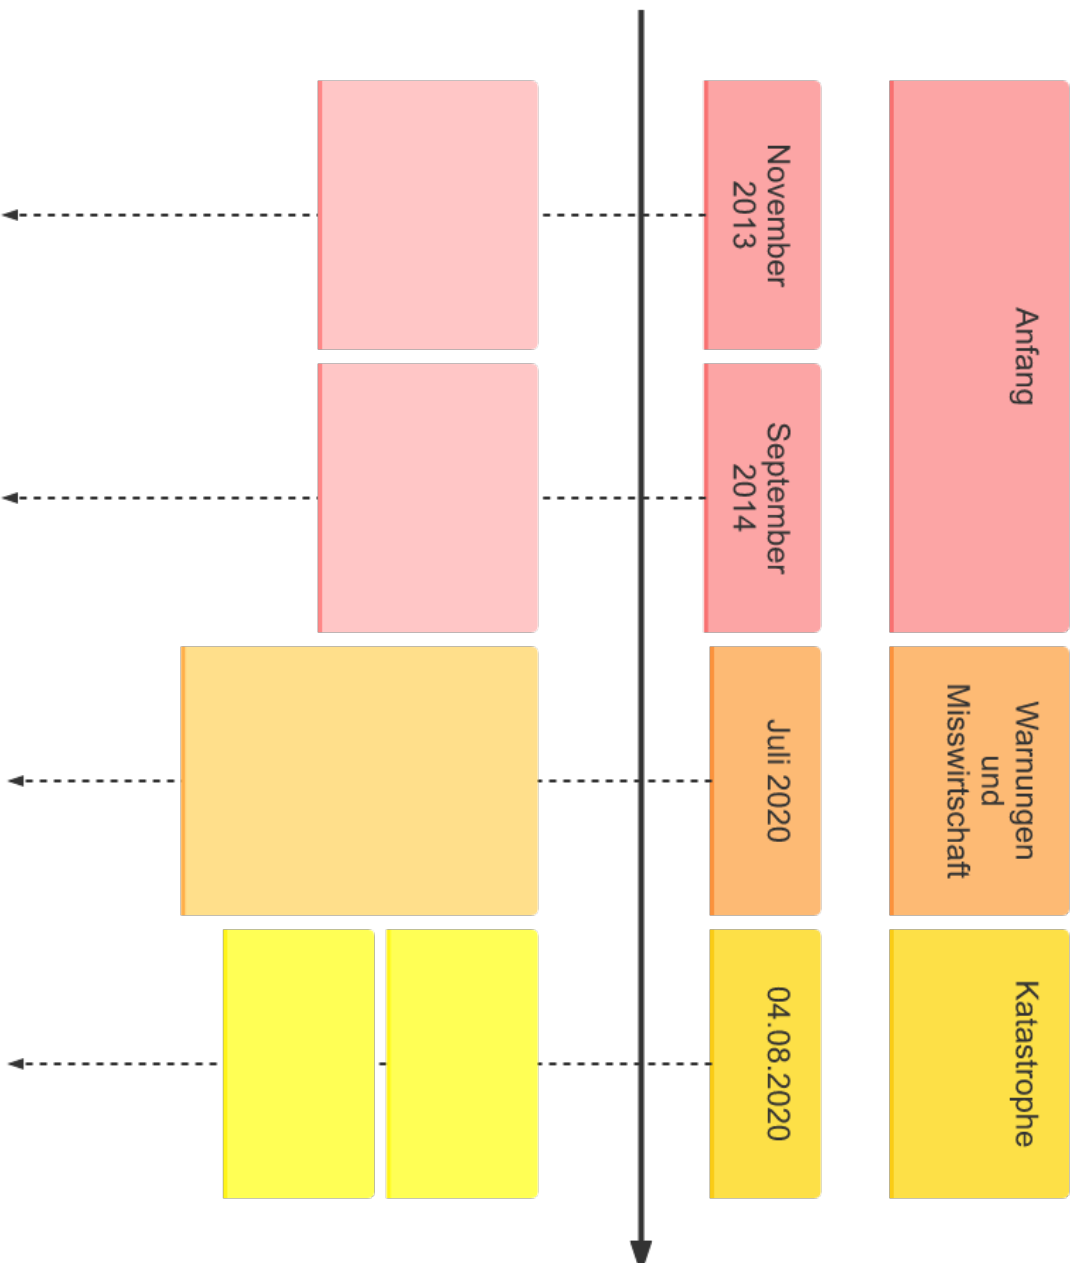 Anfang
Warnungen
und
Misswirtschaft
Katastrophe
November
2013
September
2014
Juli 2020
04.08.2020